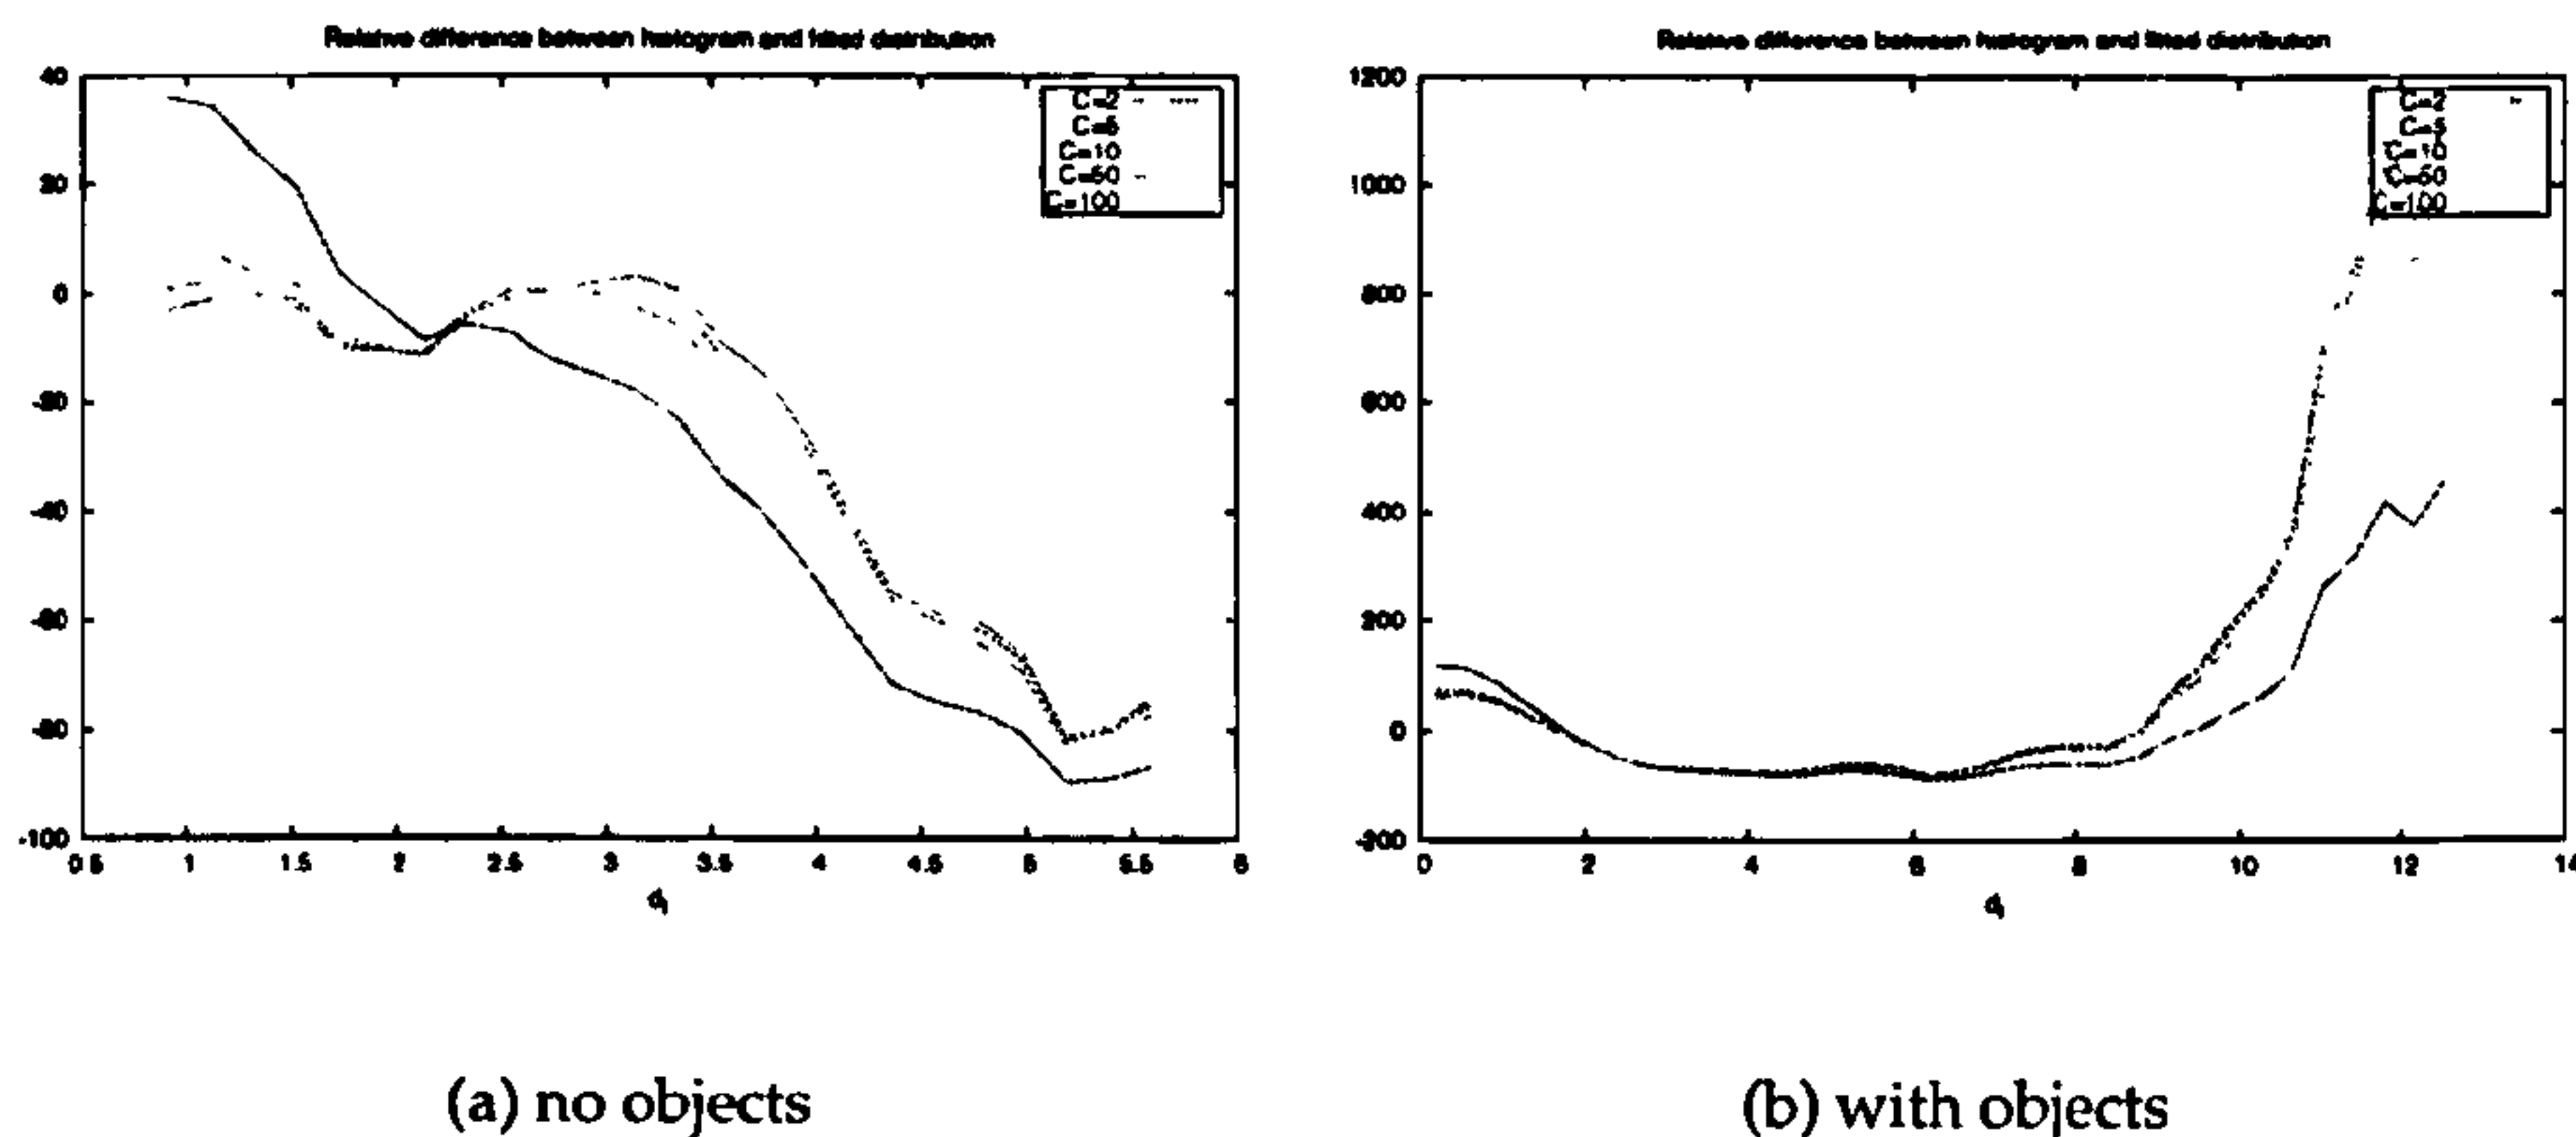 Relative difference between histogram and fitted distribution
40
20
0
-20
-40
-60
-80
-100
0.5 1 1.5 2 2.5 3 3.5 4 4.5 5 5.5 6
C=2
C=5
C=10
C=50
C=100
(a) no objects
Relative difference between histogram and fitted distribution
1200
1000
800
600
400
200
0
-200
0 2 4 6 8 10 12 14
C=2
C=5
C=10
C=50
C=100
(b) with objects